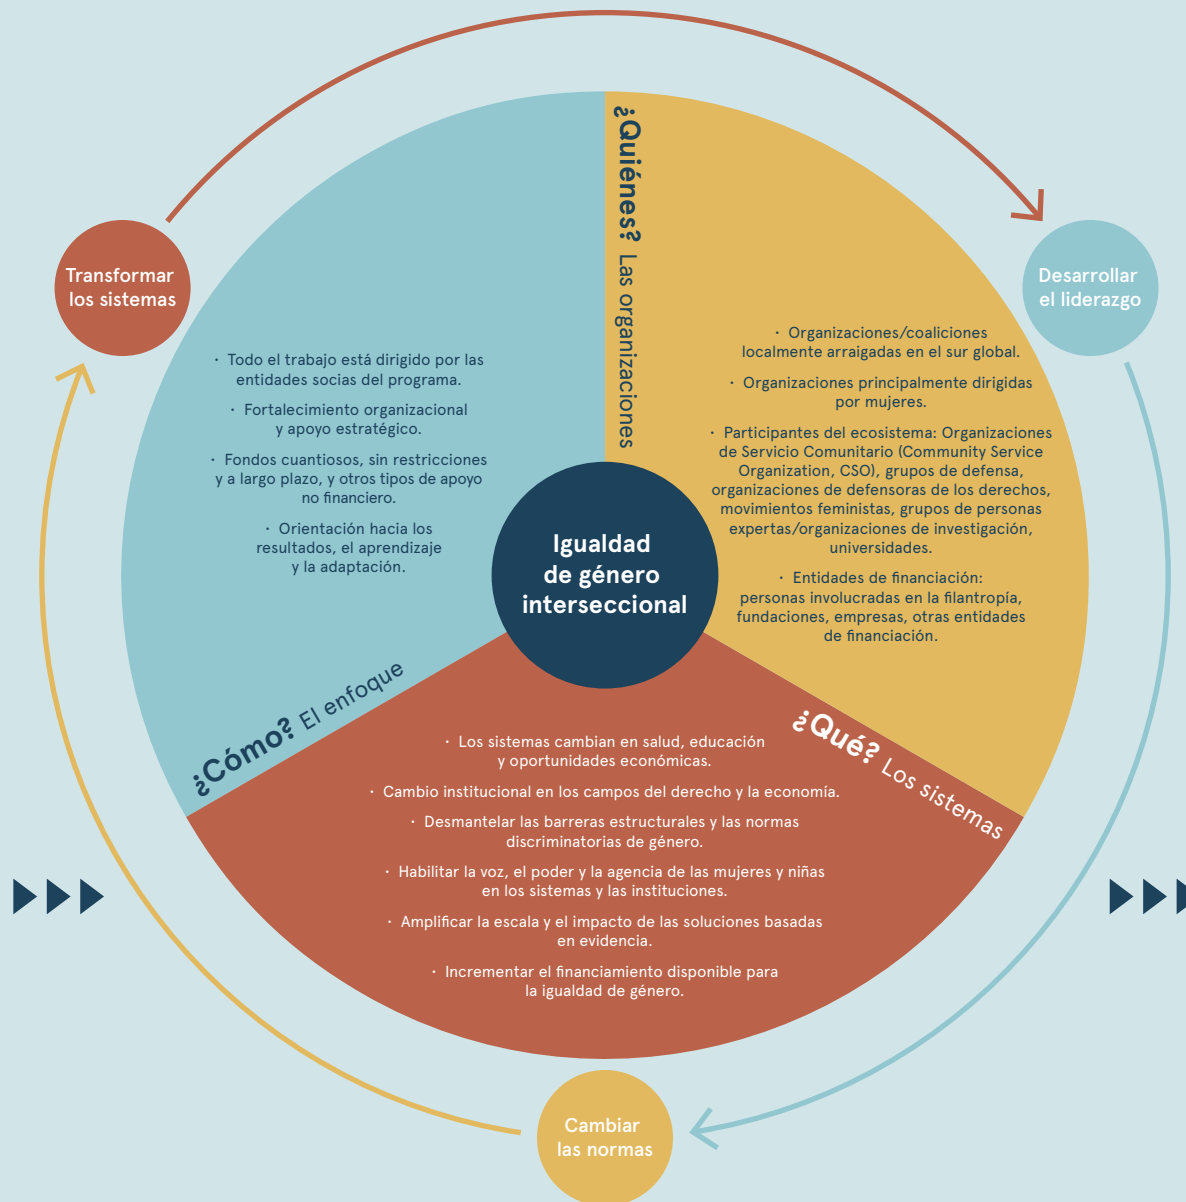 Transformar
los sistemas
Desarrollar
el liderazgo
¿Quiénes? Las organizaciones
· Organizaciones/coaliciones
localmente arraigadas en el sur global.
· Organizaciones principalmente dirigidas
por mujeres.
· Participantes del ecosistema: Organizaciones
de Servicio Comunitario (Community Service
Organization, CSO), grupos de defensa,
organizaciones de defensoras de los derechos,
movimientos feministas, grupos de personas
expertas/organizaciones de investigación,
universidades.
· Entidades de financiación:
personas involucradas en la filantropía,
fundaciones, empresas, otras entidades
de financiación.
· Todo el trabajo está dirigido por las
entidades socias del programa.
· Fortalecimiento organizacional
y apoyo estratégico.
· Fondos cuantiosos, sin restricciones
y a largo plazo, y otros tipos de apoyo
no financiero.
· Orientación hacia los
resultados, el aprendizaje
y la adaptación.
Igualdad
de género
interseccional
¿Cómo? El enfoque
¿Qué? Los sistemas
· Los sistemas cambian en salud, educación
y oportunidades económicas.
· Cambio institucional en los campos del derecho y la economía.
· Desmantelar las barreras estructurales y las normas
discriminatorias de género.
· Habilitar la voz, el poder y la agencia de las mujeres y niñas
en los sistemas y las instituciones.
· Amplificar la escala y el impacto de las soluciones basadas
en evidencia.
· Incrementar el financiamiento disponible para
la igualdad de género.
Cambiar
las normas